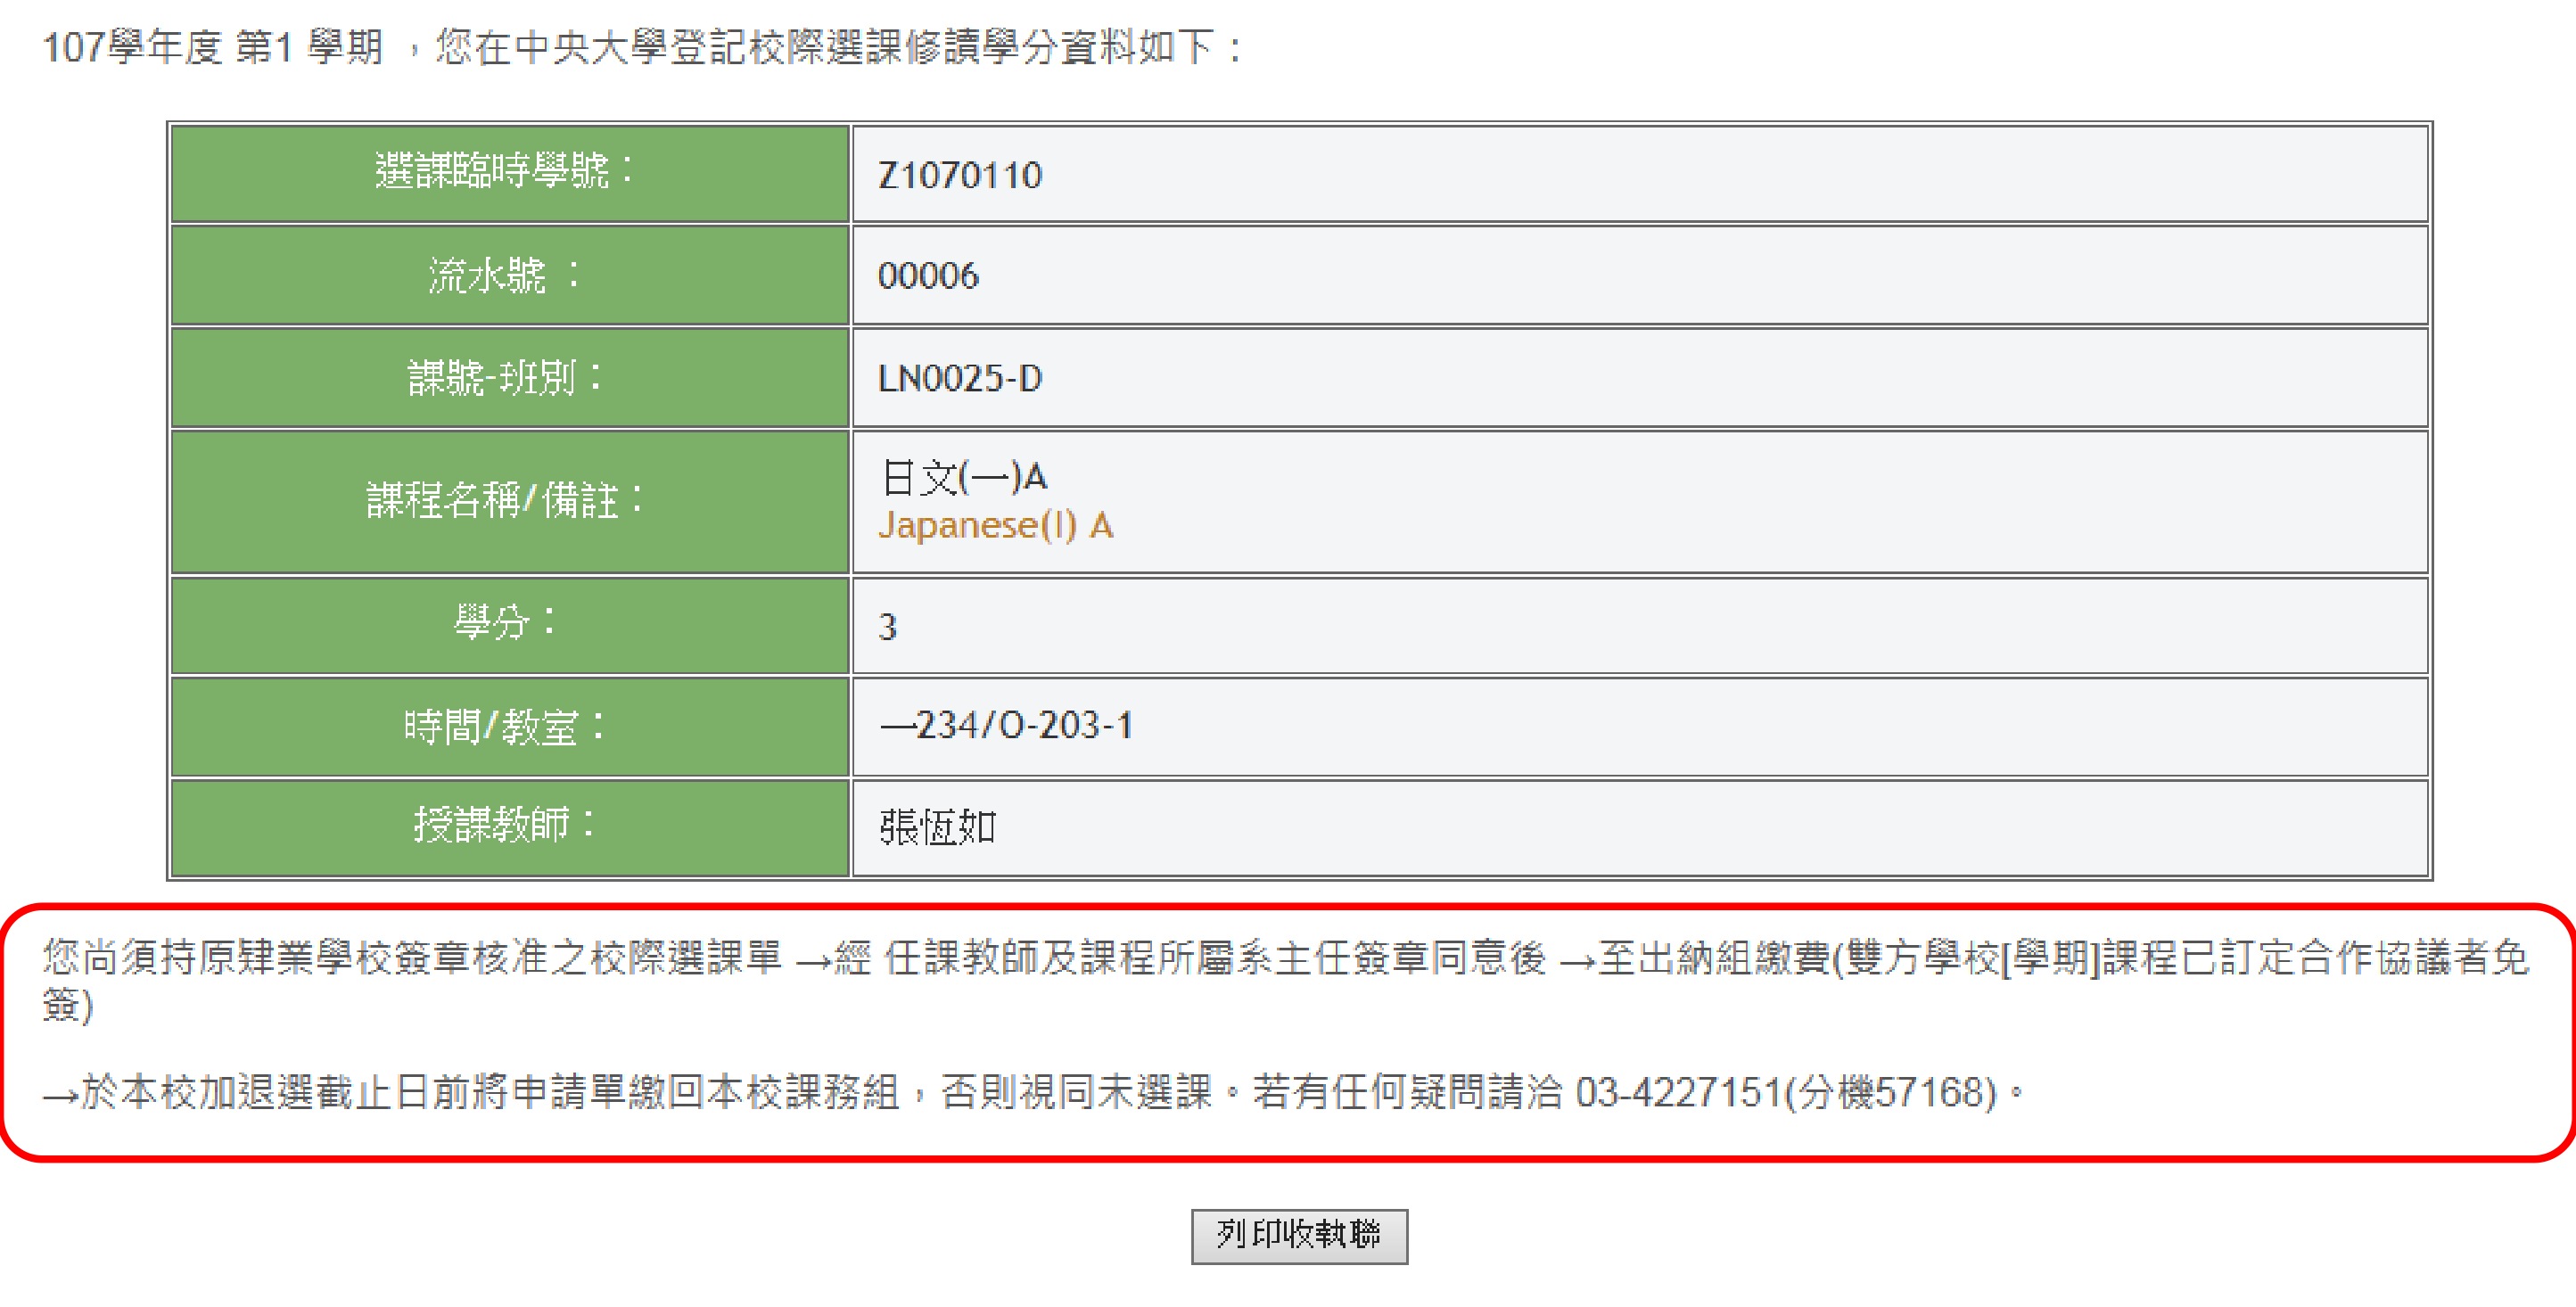 107學年度 第1 學期 ，您在中央大學登記校際選課修讀學分資料如下：
選課臨時學號： Z1070110
流水號 ： 00006
課號-班別： LN0025-D
課程名稱/備註： 日文(一)A
Japanese(I) A
學分： 3
時間/教室： 一234/O-203-1
授課教師： 張恆如
您尚須持原肄業學校簽章核准之校際選課單 →經 任課教師及課程所屬系主任簽章同意後 →至出納組繳費(雙方學校[學期]課程已訂定合作協議者免
簽)
→於本校加退選截止日前將申請單繳回本校課務組，否則視同未選課。若有任何疑問請洽 03-4227151(分機57168)。
列印收執聯